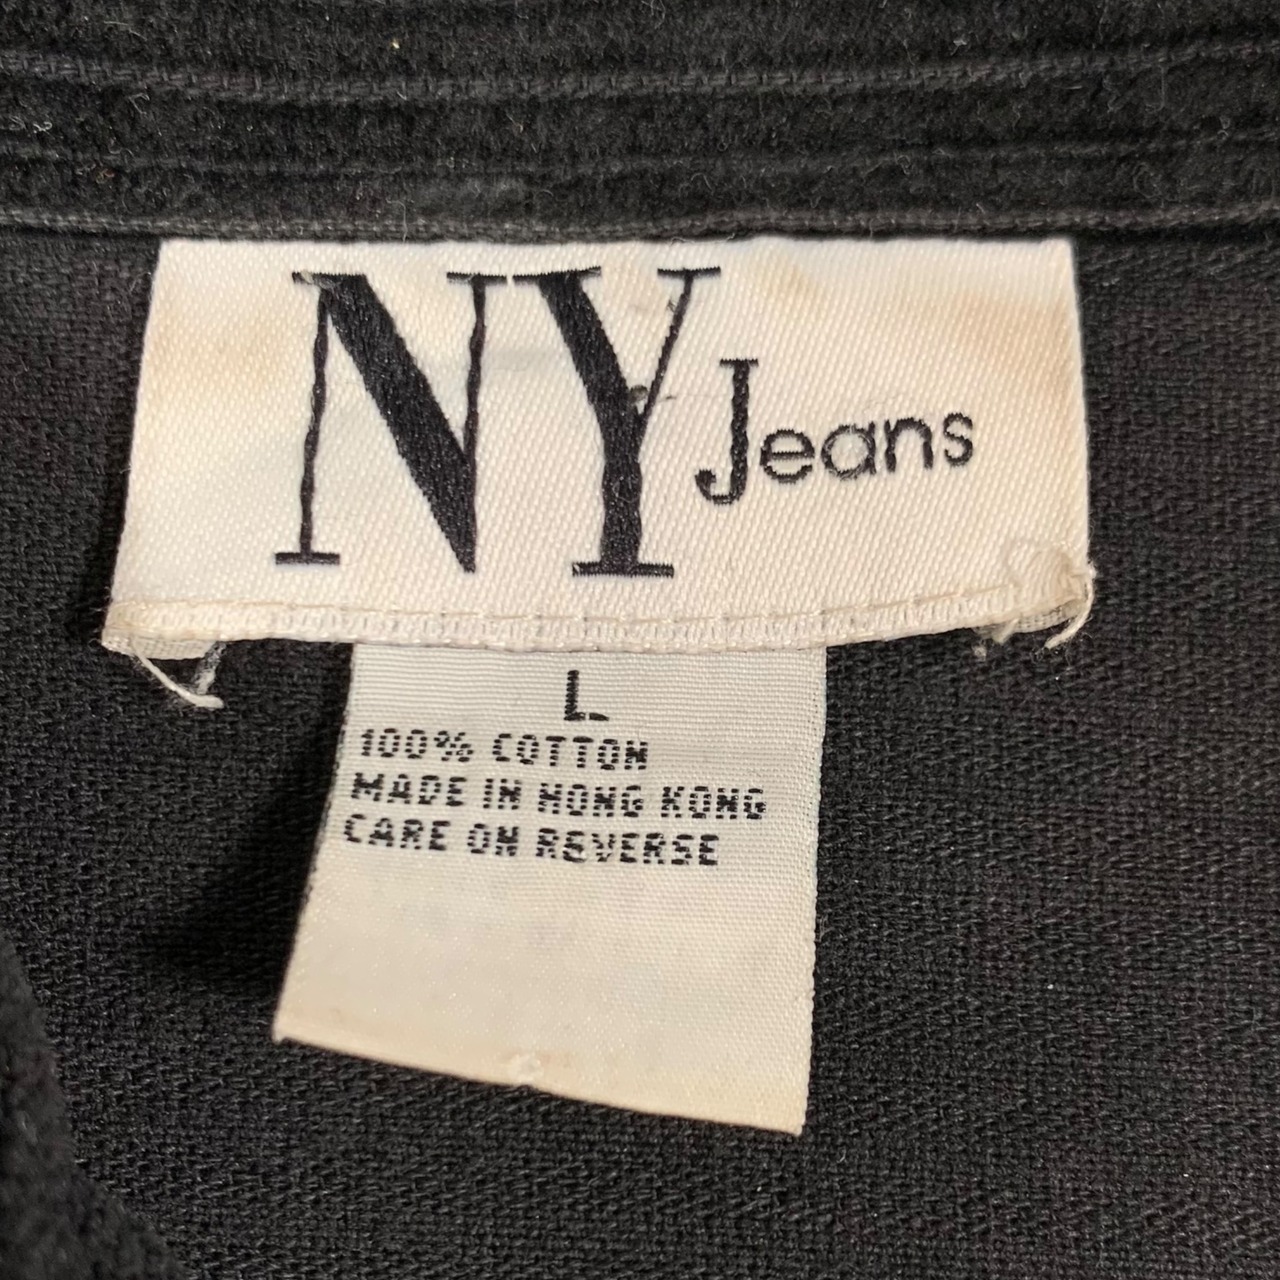 NY Jeans
L
100% COTTON
MADE IN HONG KONG
CARE ON REVERSE